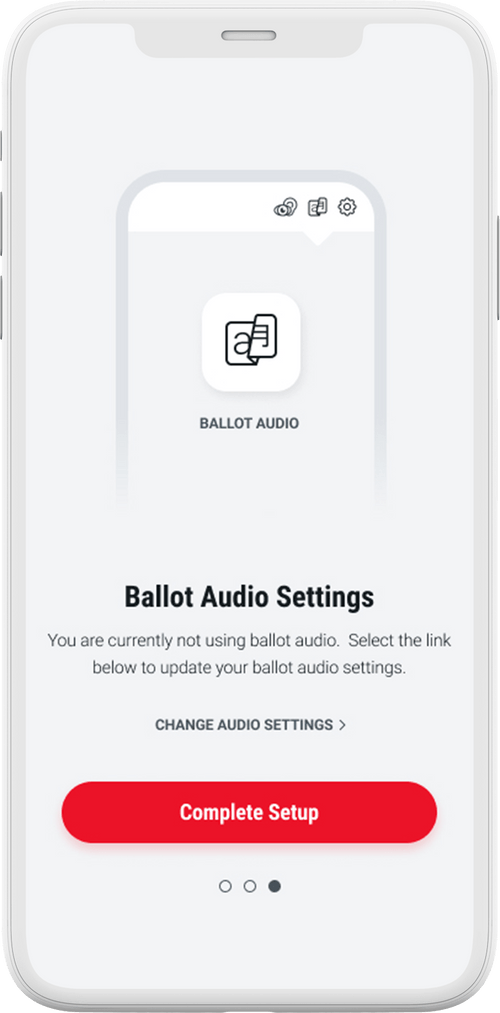 BALLOT AUDIO
Ballot Audio Settings
You are currently not using ballot audio.  Select the link
below to update your ballot audio settings.
CHANGE AUDIO SETTINGS >
Complete Setup